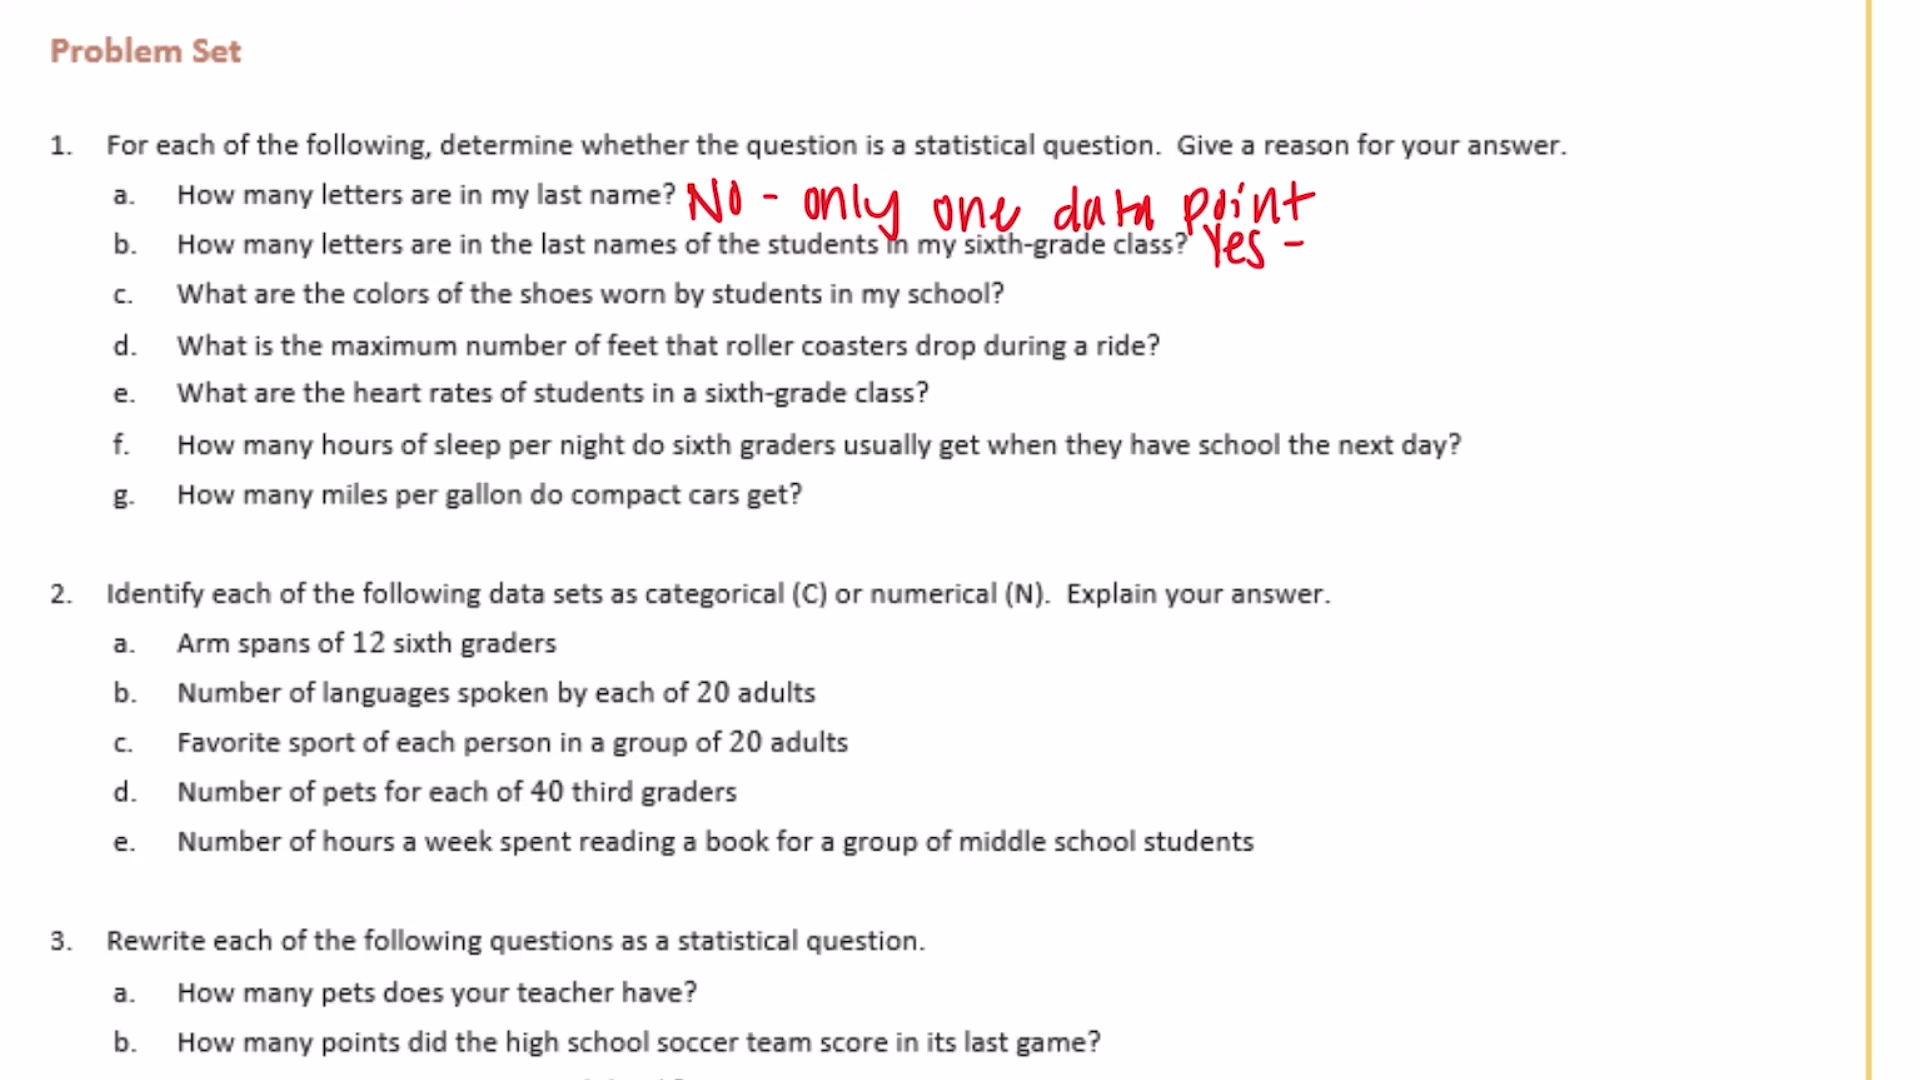 Problem Set
1. For each of the following, determine whether the question is a statistical question. Give a reason for your answer.
a. How many letters are in my last name? No - only one data point
b. How many letters are in the last names of the students in my sixth-grade class? Yes -
c. What are the colors of the shoes worn by students in my school?
d. What is the maximum number of feet that roller coasters drop during a ride?
e. What are the heart rates of students in a sixth-grade class?
f. How many hours of sleep per night do sixth graders usually get when they have school the next day?
g. How many miles per gallon do compact cars get?
2. Identify each of the following data sets as categorical (C) or numerical (N). Explain your answer.
a. Arm spans of 12 sixth graders
b. Number of languages spoken by each of 20 adults
c. Favorite sport of each person in a group of 20 adults
d. Number of pets for each of 40 third graders
e. Number of hours a week spent reading a book for a group of middle school students
3. Rewrite each of the following questions as a statistical question.
a. How many pets does your teacher have?
b. How many points did the high school soccer team score in its last game?